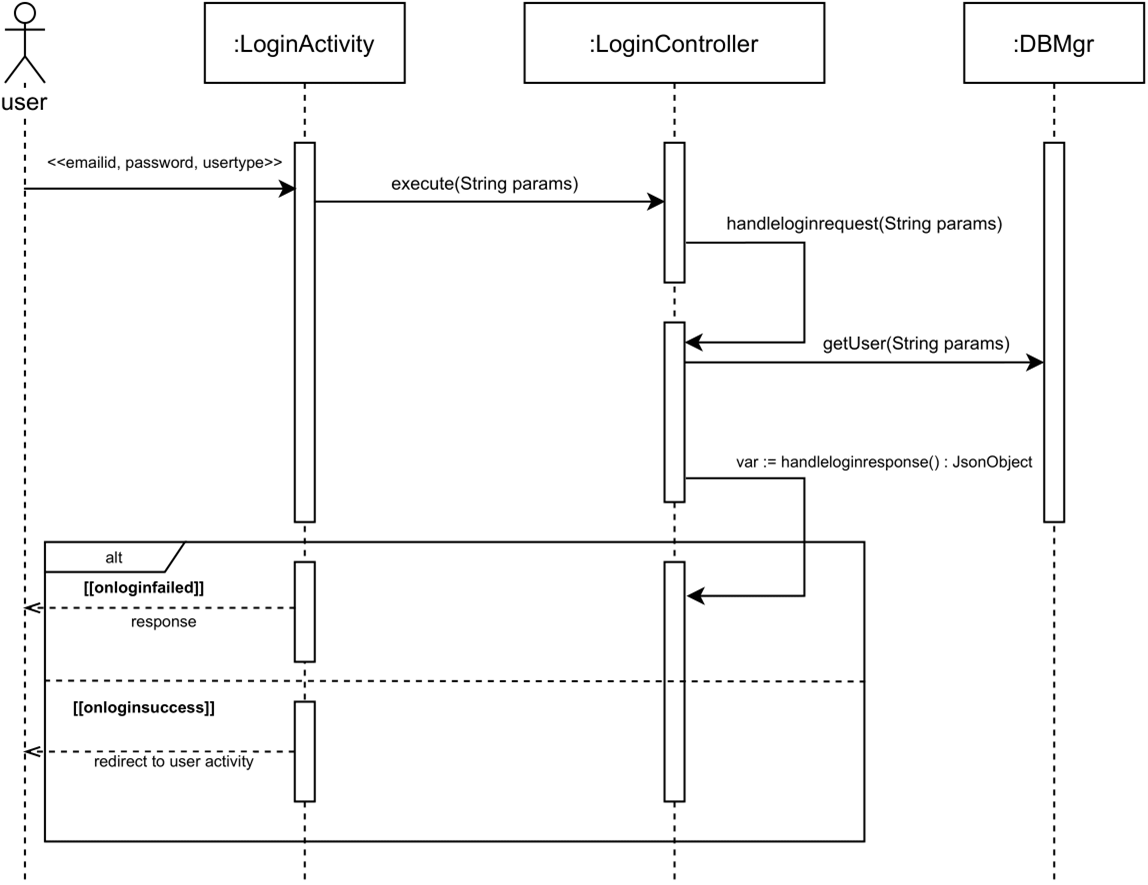 :LoginActivity
:LoginController
:DBMgr
user
<<emailid, password, usertype>>
execute(String params)
handleloginrequest(String params)
getUser(String params)
var := handleloginresponse() : JsonObject
alt
[[onloginfailed]]
response
[[onloginsuccess]]
redirect to user activity